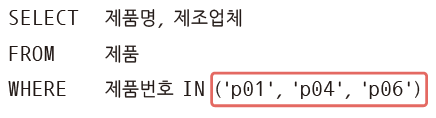 SELECT 제품명, 제조업체
FROM 제품
WHERE 제품번호 IN ('p01', 'p04', 'p06')